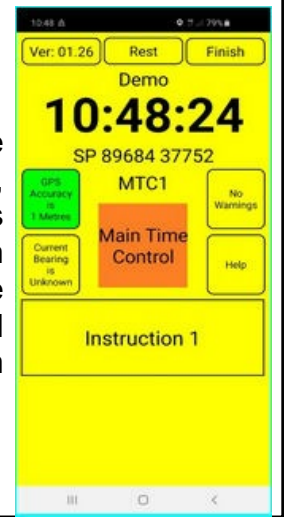 10:48
79%
Ver: 01.26 Rest Finish
Demo
10:48:24
SP 89684 37752
GPS
Accuracy
is
1 Metres
MTC1
No
Warnings
Main Time
Control
Current
Bearing
is
Unknown
Help
Instruction 1